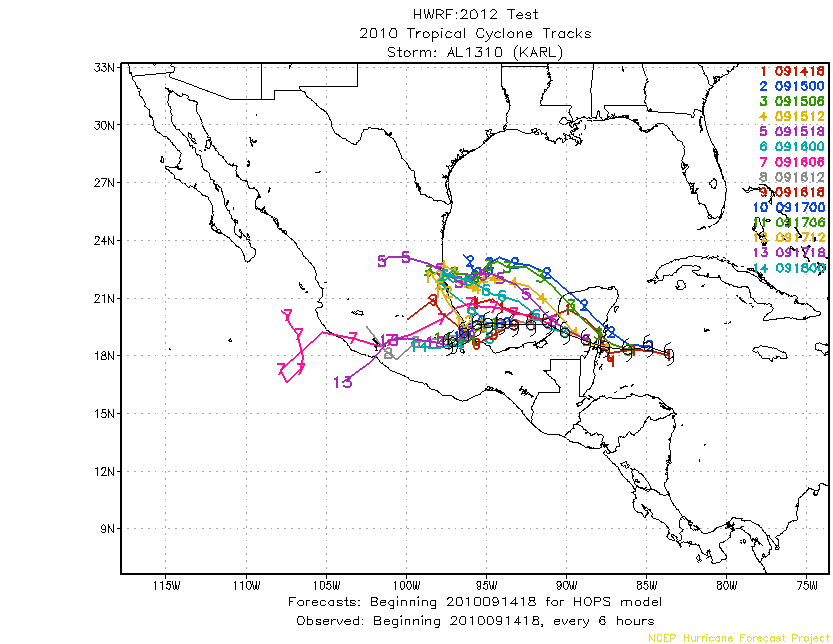 HWRF:2012 Test
2010 Tropical Cyclone Tracks
Storm: AL1310 (KARL)
33N
30N
27N
24N
21N
18N
15N
12N
9N
1 091418
2 091500
3 091506
4 091512
5 091518
6 091600
7 091606
8 091612
9 091618
10 091700
11 091706
12 091712
13 091718
14 091800
115W 110W 105W 100W 95W 90W 85W 80W 75W
Forecasts: Beginning 2010091418 for HOPS model
Observed: Beginning 2010091418, every 6 hours
NCEP Hurricane Forecast Project